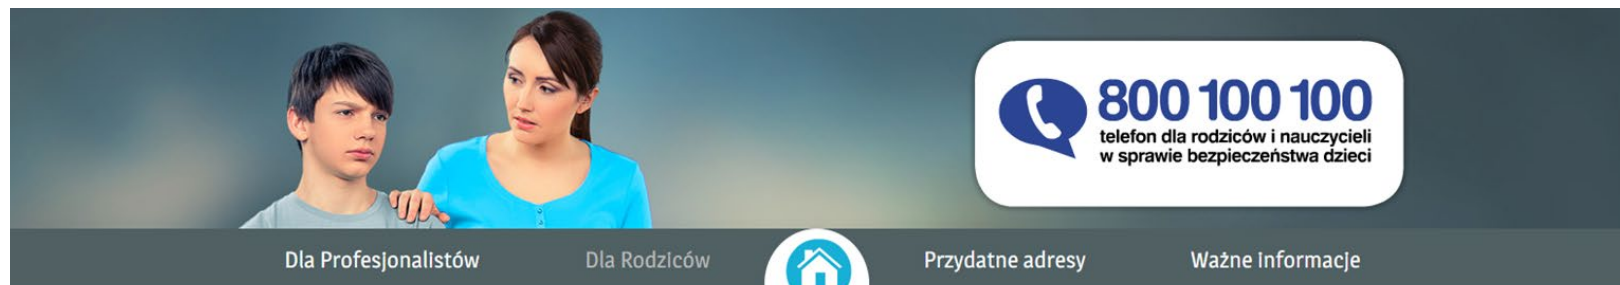 800 100 100
telefon dla rodziców i nauczycieli
w sprawie bezpieczeństwa dzieci
Dla Profesjonalistów
Dla Rodziców
Przydatne adresy
Ważne informacje